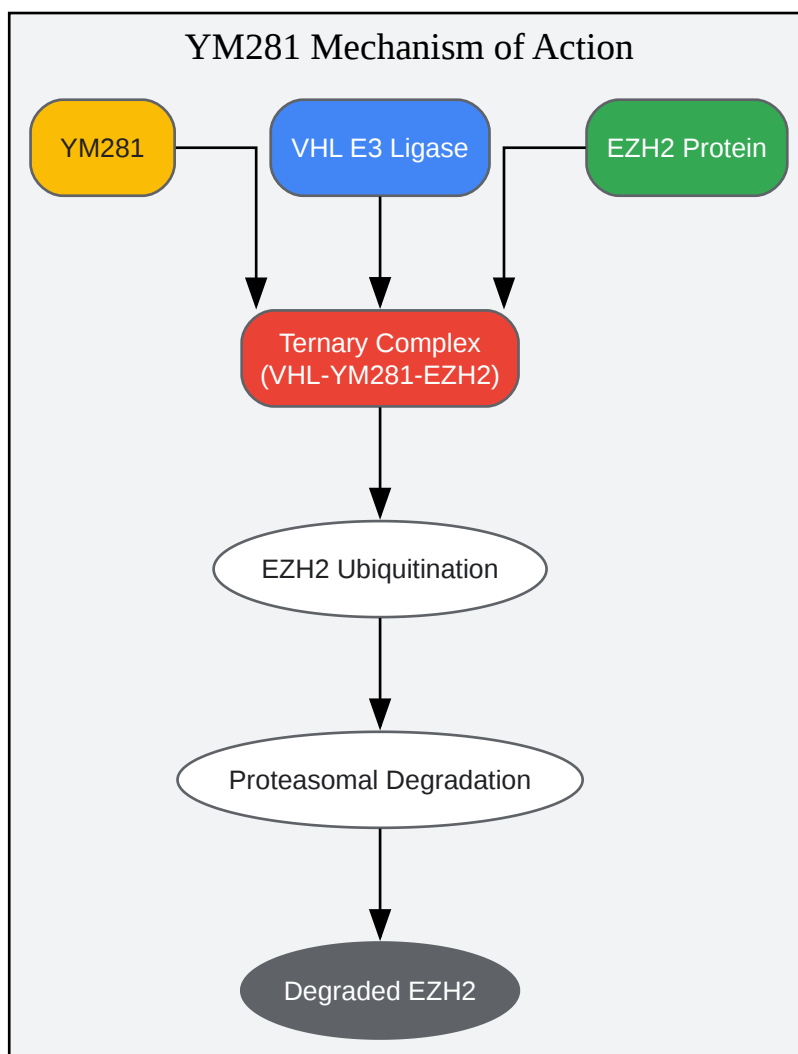 YM281 Mechanism of Action
YM281
VHL E3 Ligase
EZH2 Protein
Ternary Complex
(VHL-YM281-EZH2)
EZH2 Ubiquitination
Proteasomal Degradation
Degraded EZH2